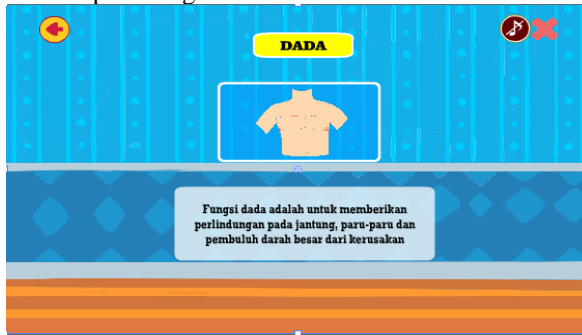 DADA
Fungsi dada adalah untuk memberikan
perlindungan pada jantung, paru-paru dan
pembuluh darah besar dari kerusakan